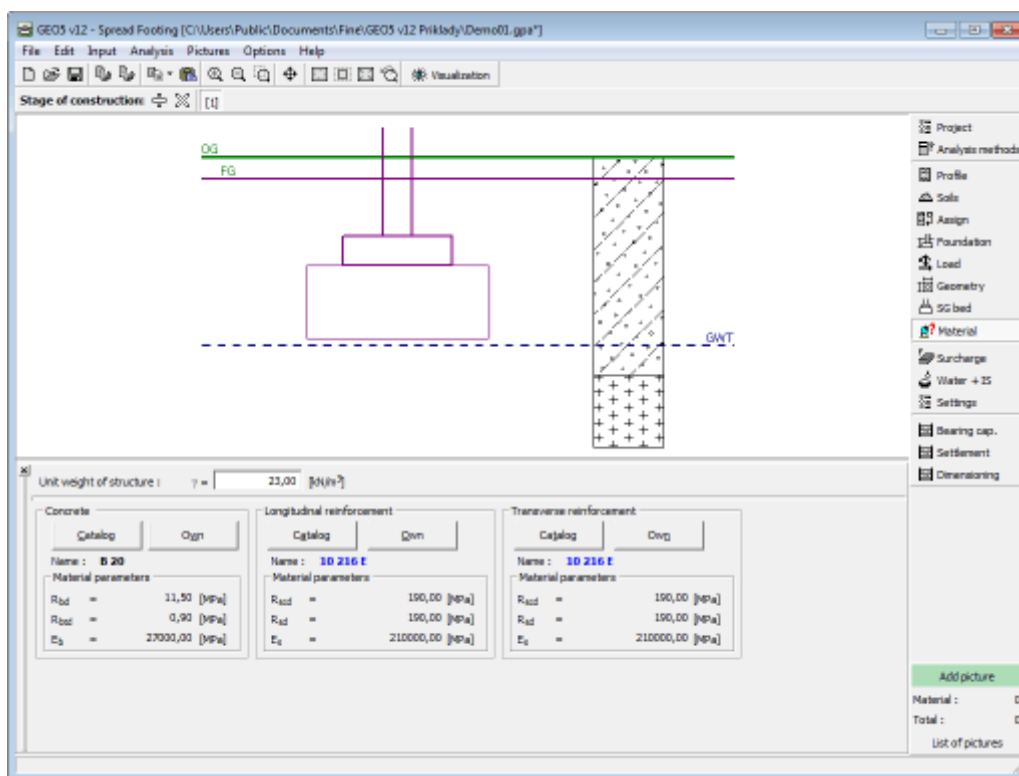 GEO5 v12 - Spread Footing [C:\Users\Public\Documents\Fine\GEO5 v12 Priklady\Demo01.gpa*]
File Edit Input Analysis Pictures Options Help
Visualization
Stage of construction: [1]
OG
FG
GWT
Project
Analysis methods
Profile
Soils
Assign
Foundation
Load
Geometry
SG bed
Material
Surcharge
Water + IS
Settings
Bearing cap.
Settlement
Dimensioning
Unit weight of structure : γ = 23,00 [kN/m³]
Concrete
Catalog Own
Name : B 20
Material parameters
Rbd = 11,50 [MPa]
Rbtd = 0,90 [MPa]
Eb = 27000,00 [MPa]
Longitudinal reinforcement
Catalog Own
Name : 10 216 E
Material parameters
Rscd = 190,00 [MPa]
Rsd = 190,00 [MPa]
Es = 210000,00 [MPa]
Transverse reinforcement
Catalog Own
Name : 10 216 E
Material parameters
Rscd = 190,00 [MPa]
Rsd = 190,00 [MPa]
Es = 210000,00 [MPa]
Add picture
Material : 0
Total : 0
List of pictures